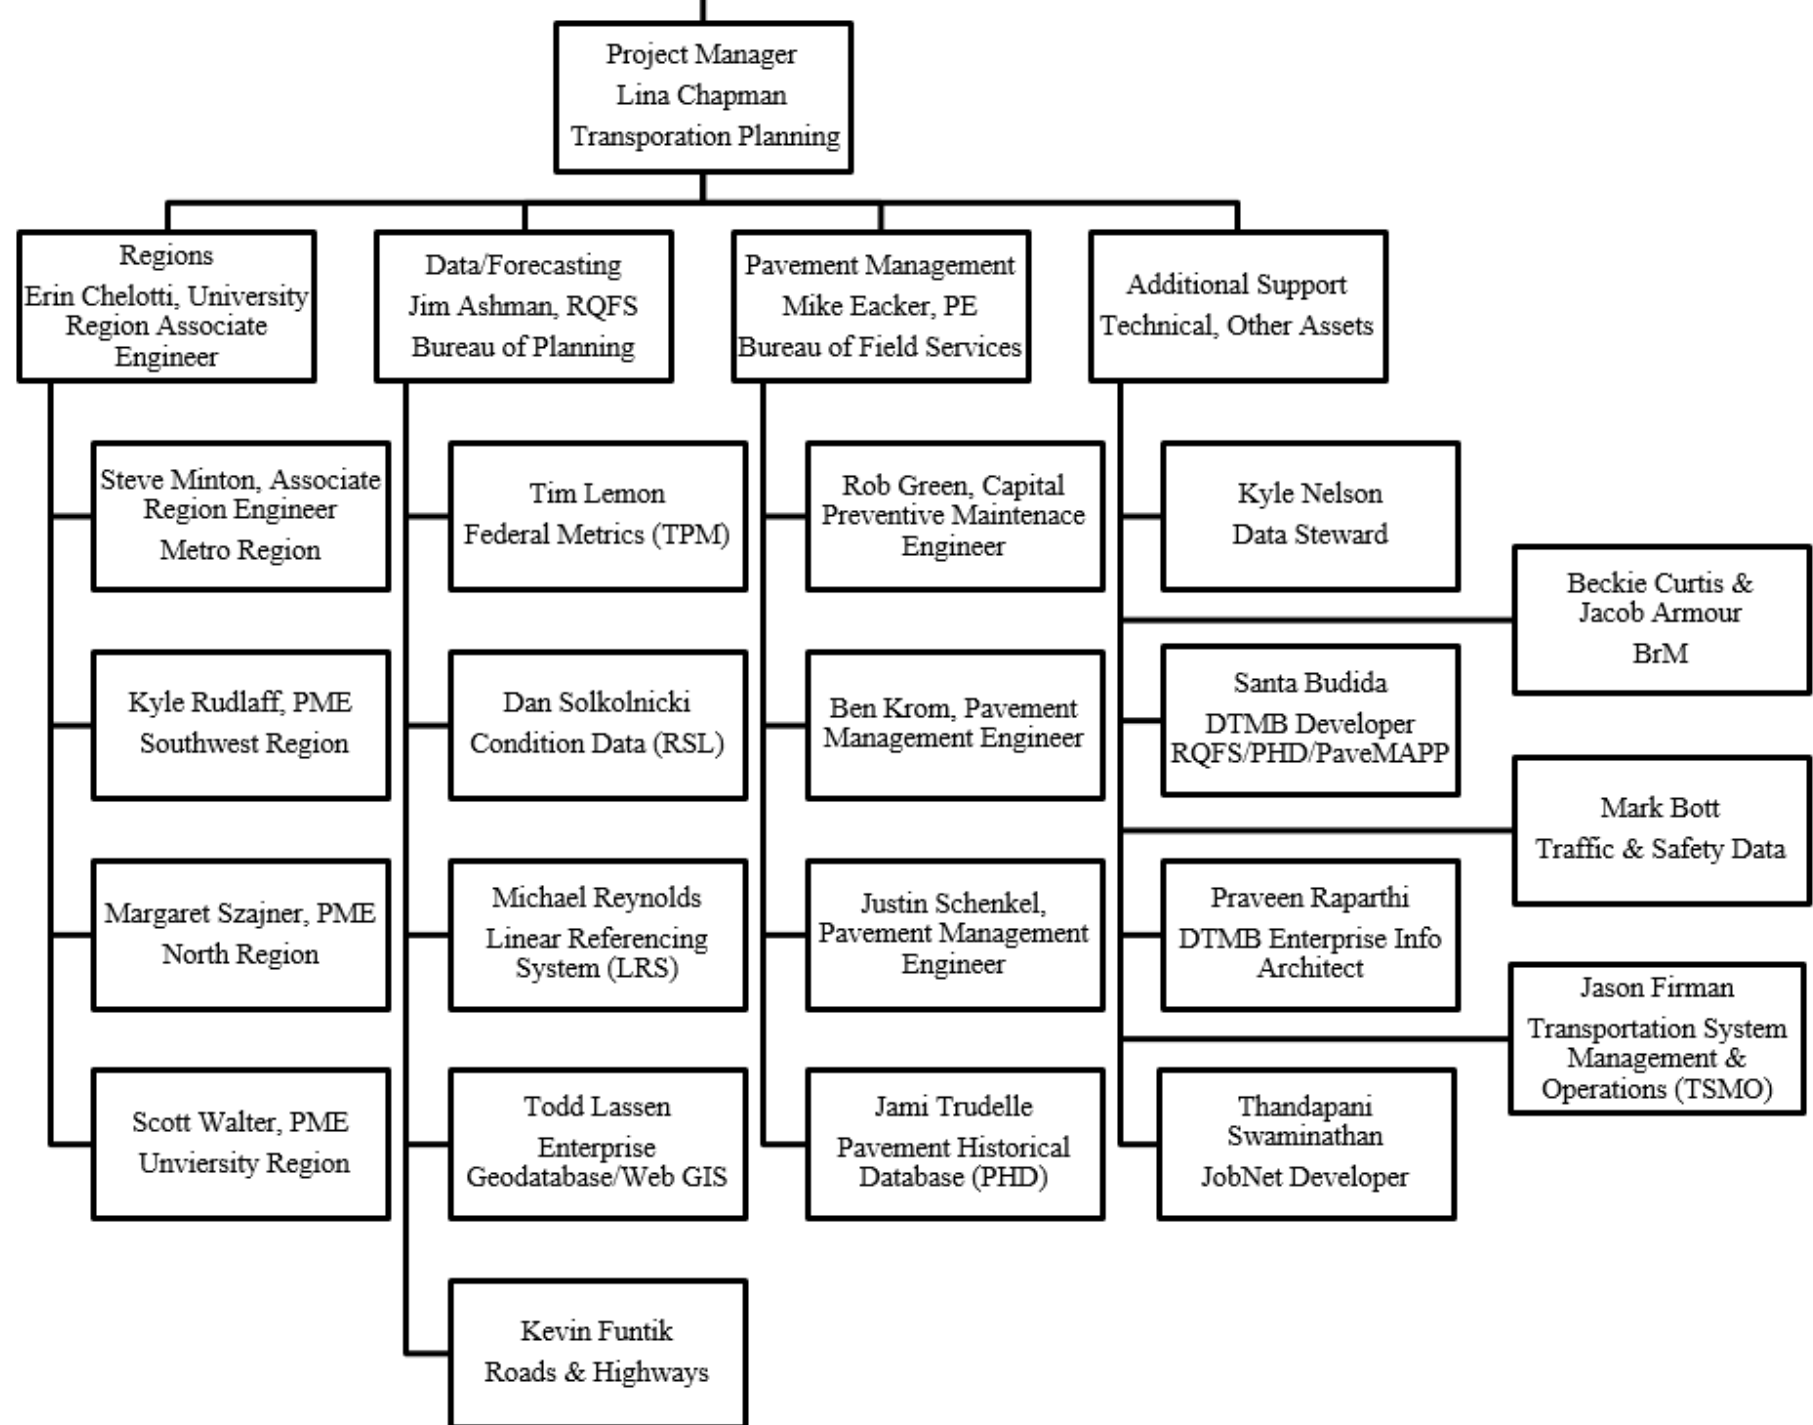 Project Manager
Lina Chapman
Transporation Planning
Regions
Erin Chelotti, University
Region Associate
Engineer
Data/Forecasting
Jim Ashman, RQFS
Bureau of Planning
Pavement Management
Mike Eacker, PE
Bureau of Field Services
Additional Support
Technical, Other Assets
Steve Minton, Associate
Region Engineer
Metro Region
Kyle Rudlaff, PME
Southwest Region
Margaret Szajner, PME
North Region
Scott Walter, PME
Unviersity Region
Tim Lemon
Federal Metrics (TPM)
Dan Solkolnicki
Condition Data (RSL)
Michael Reynolds
Linear Referencing
System (LRS)
Todd Lassen
Enterprise
Geodatabase/Web GIS
Kevin Funtik
Roads & Highways
Rob Green, Capital
Preventive Maintenace
Engineer
Ben Krom, Pavement
Management Engineer
Justin Schenkel,
Pavement Management
Engineer
Jami Trudelle
Pavement Historical
Database (PHD)
Kyle Nelson
Data Steward
Beckie Curtis &
Jacob Armour
BrM
Santa Budida
DTMB Developer
RQFS/PHD/PaveMAPP
Mark Bott
Traffic & Safety Data
Praveen Raparthi
DTMB Enterprise Info
Architect
Jason Firman
Transportation System
Management &
Operations (TSMO)
Thandapani
Swaminathan
JobNet Developer